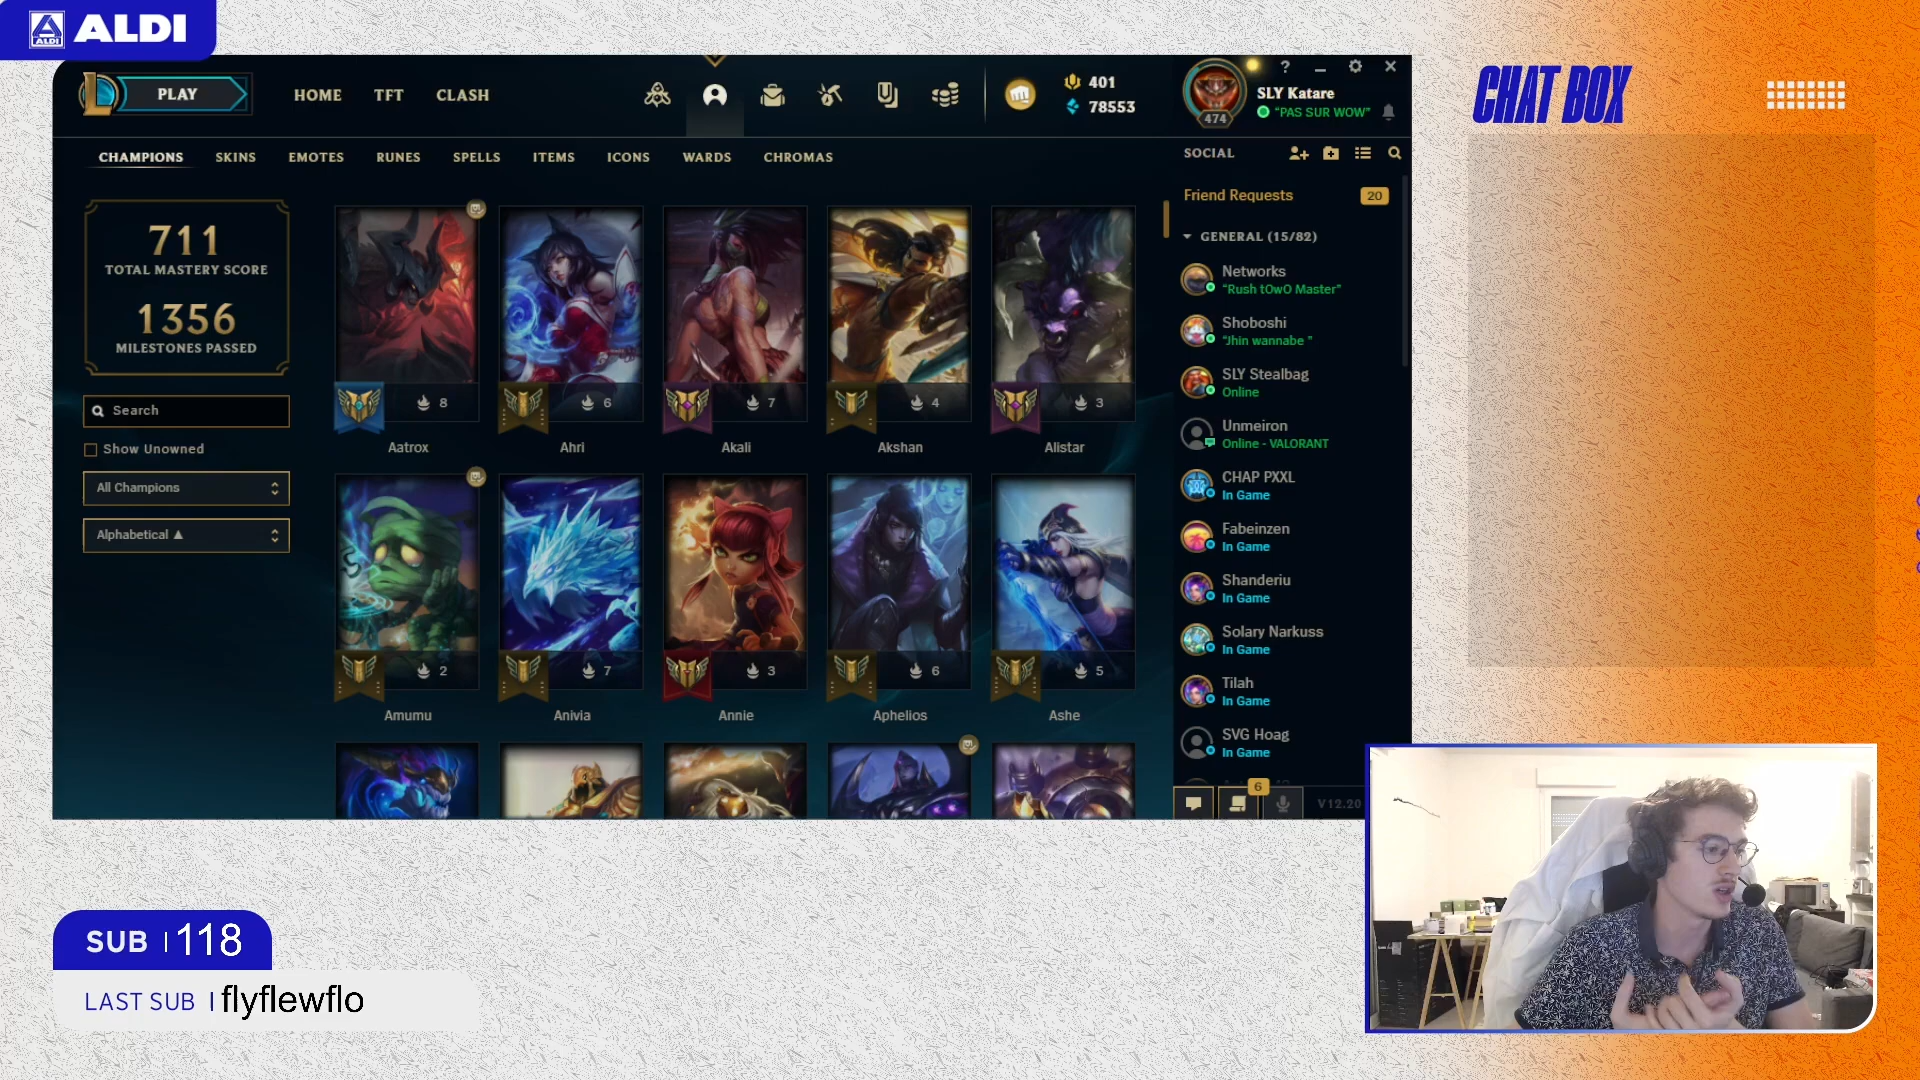 ALDI
ALDI
PLAY
HOME
TFT
CLASH
401
78553
474
SLY Katare
"PAS SUR WOW"
?
CHAT BOX
CHAMPIONS
SKINS
EMOTES
RUNES
SPELLS
ITEMS
ICONS
WARDS
CHROMAS
SOCIAL
711
TOTAL MASTERY SCORE
1356
MILESTONES PASSED
Search
Show Unowned
All Champions
Alphabetical ▲
8
6
7
4
3
Aatrox
Ahri
Akali
Akshan
Alistar
2
7
3
6
5
Amumu
Anivia
Annie
Aphelios
Ashe
Friend Requests
20
GENERAL (15/82)
Networks
"Rush tOwO Master"
Shoboshi
"Jhin wannabe "
SLY Stealbag
Online
Unmeiron
Online - VALORANT
CHAP PXXL
In Game
Fabeinzen
In Game
Shanderiu
In Game
Solary Narkuss
In Game
Tilah
In Game
SVG Hoag
In Game
6
V12.20
SUB | 118
LAST SUB | flyflewflo